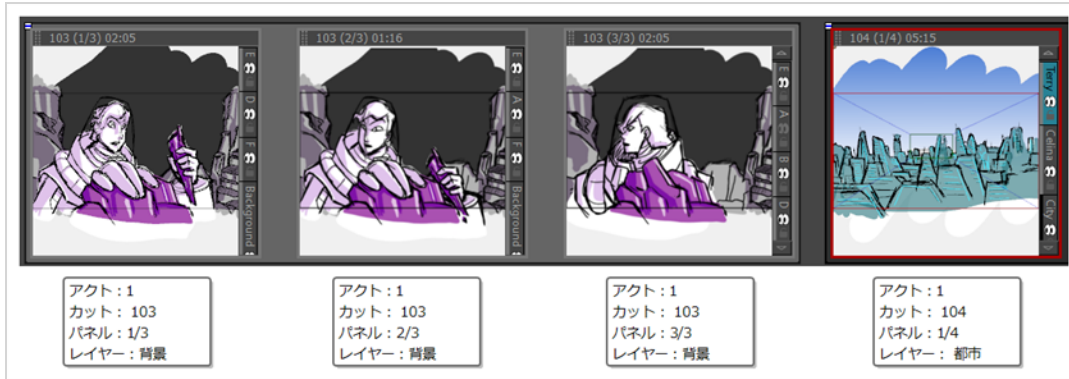 103 (1/3) 02:05
E
D
F
Background
103 (2/3) 01:16
E
A
F
Background
103 (3/3) 02:05
E
A
B
D
104 (1/4) 05:15
Terry
Celina
City
アクト：1
カット： 103
パネル：1/3
レイヤー：背景
アクト：1
カット： 103
パネル：2/3
レイヤー：背景
アクト：1
カット： 103
パネル：3/3
レイヤー：背景
アクト：1
カット： 104
パネル：1/4
レイヤー： 都市